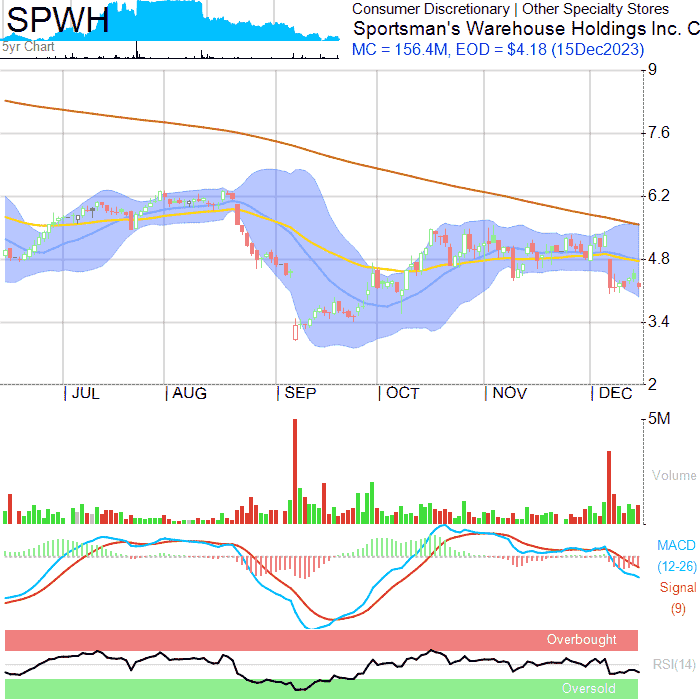 SPWH
5yr Chart
Consumer Discretionary | Other Specialty Stores
Sportsman's Warehouse Holdings Inc. C
MC = 156.4M, EOD = $4.18 (15Dec2023)
9
7.6
6.2
4.8
3.4
2
JUL AUG SEP OCT NOV DEC
5M
Volume
MACD
(12-26)
Signal
(9)
Overbought
RSI(14)
Oversold